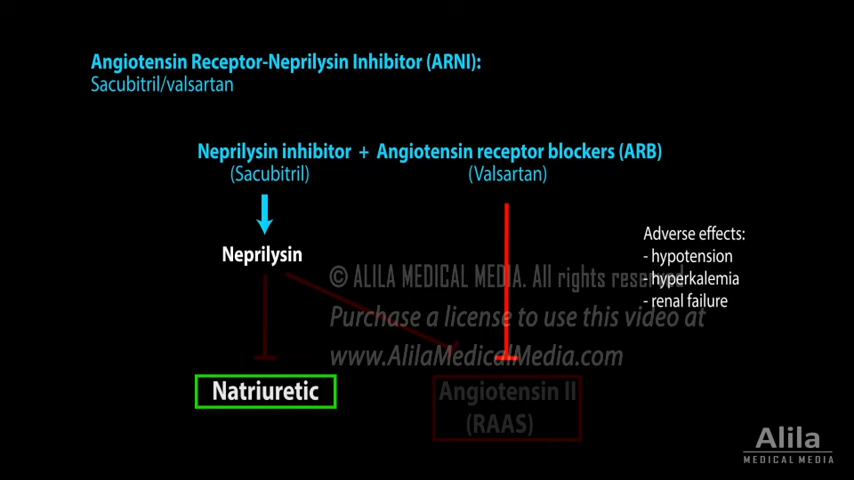 Angiotensin Receptor-Neprilysin Inhibitor (ARNI):
Sacubitril/valsartan
Neprilysin inhibitor + Angiotensin receptor blockers (ARB)
(Sacubitril)
(Valsartan)
Neprilysin
Adverse effects:
- hypotension
- hyperkalemia
- renal failure
© ALILA MEDICAL MEDIA. All rights reserved
Purchase a license to use this video at
www.AlilaMedicalMedia.com
Natriuretic
Angiotensin II
(RAAS)
Alila
MEDICAL MEDIA